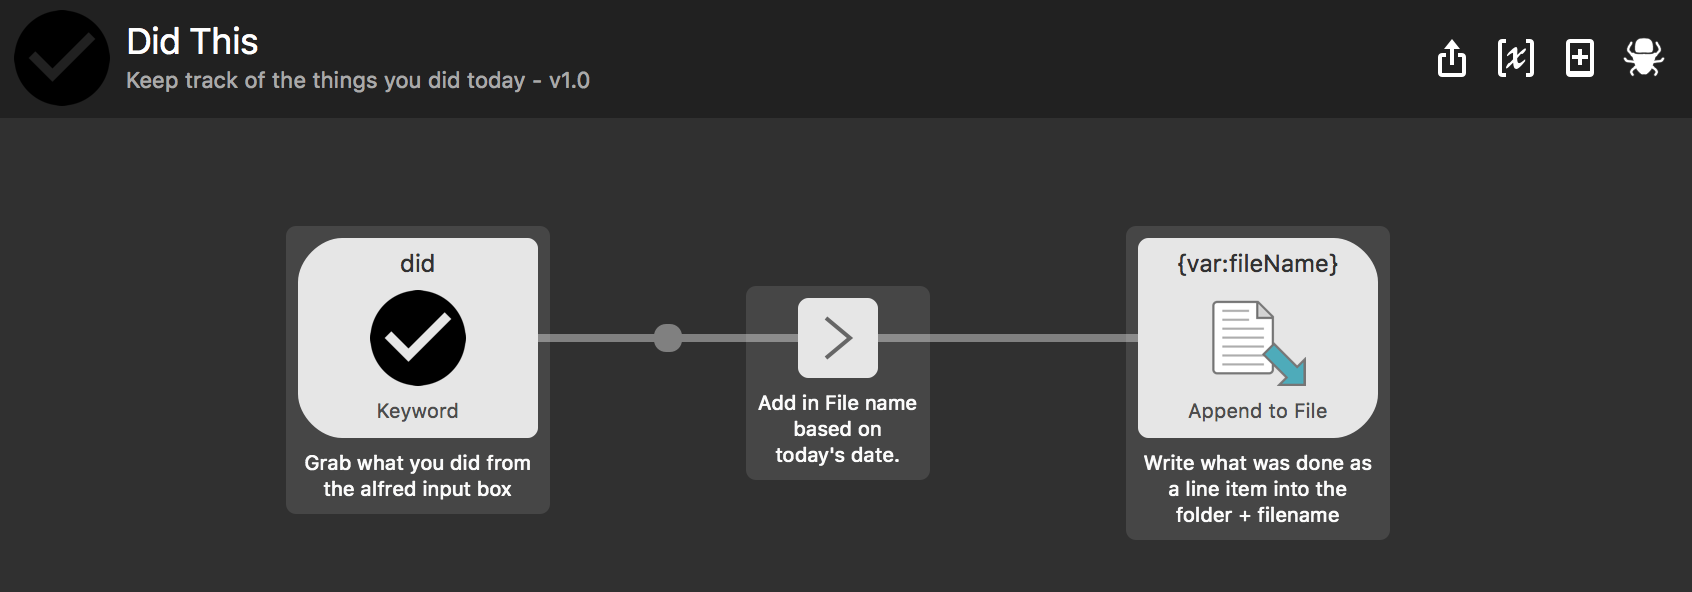 Did This
Keep track of the things you did today - v1.0
did
Keyword
Grab what you did from
the alfred input box
Add in File name
based on
today's date.
{var:fileName}
Append to File
Write what was done as
a line item into the
folder + filename